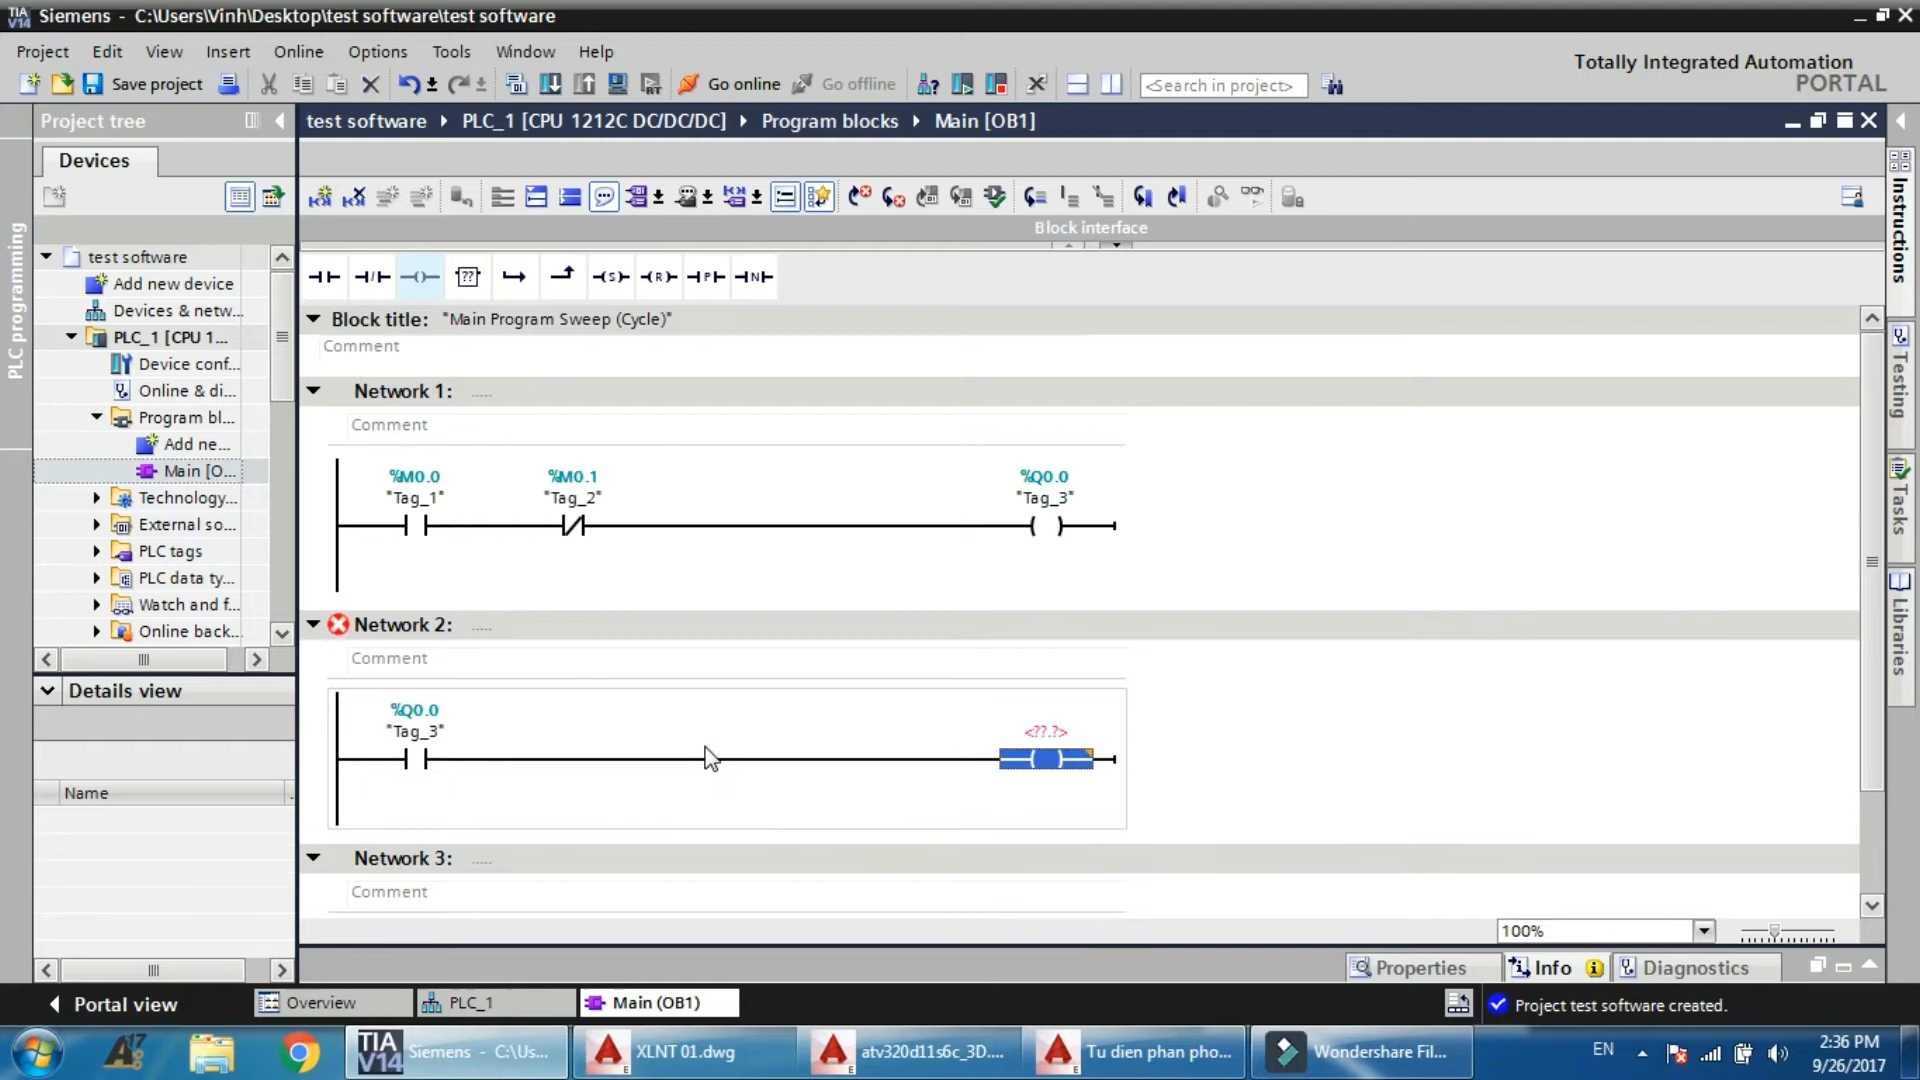 TIA V14 Siemens - C:\Users\Vinh\Desktop\test software\test software
Project Edit View Insert Online Options Tools Window Help
Totally Integrated Automation
PORTAL
Save project Go online Go offline <Search in project>
Project tree
test software PLC_1 [CPU 1212C DC/DC/DC] Program blocks Main [OB1]
Devices
Block interface
PLC programming
test software
Add new device
Devices & netw...
PLC_1 [CPU 1...
Device conf...
Online & di...
Program bl...
Add ne...
Main [O...
Technology...
External so...
PLC tags
PLC data ty...
Watch and f...
Online back...
Details view
Name
Block title: "Main Program Sweep (Cycle)"
Comment
Network 1: .....
Comment
%M0.0 %M0.1 %Q0.0
"Tag_1" "Tag_2" "Tag_3"
Network 2: .....
Comment
%Q0.0
"Tag_3" <??.?>
Network 3: .....
Comment
100%
Instructions
Testing
Tasks
Libraries
Properties Info Diagnostics
Portal view Overview PLC_1 Main (OB1) Project test software created.
TIA V14 Siemens - C:\Us... XLNT 01.dwg atv320d11s6c_3D.... Tu dien phan pho... Wondershare Fil... EN 2:36 PM
9/26/2017